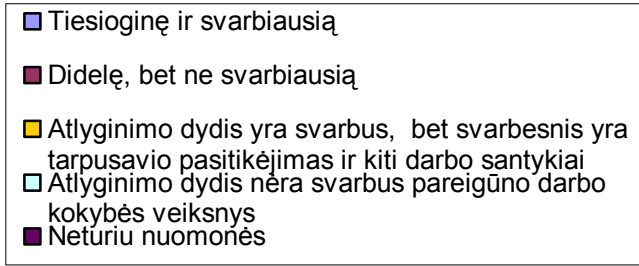 Tiesioginę ir svarbiausią
Didelę, bet ne svarbiausią
Atlyginimo dydis yra svarbus, bet svarbesnis yra
tarpusavio pasitikėjimas ir kiti darbo santykiai
Atlyginimo dydis nėra svarbus pareigūno darbo
kokybės veiksnys
Neturiu nuomonės